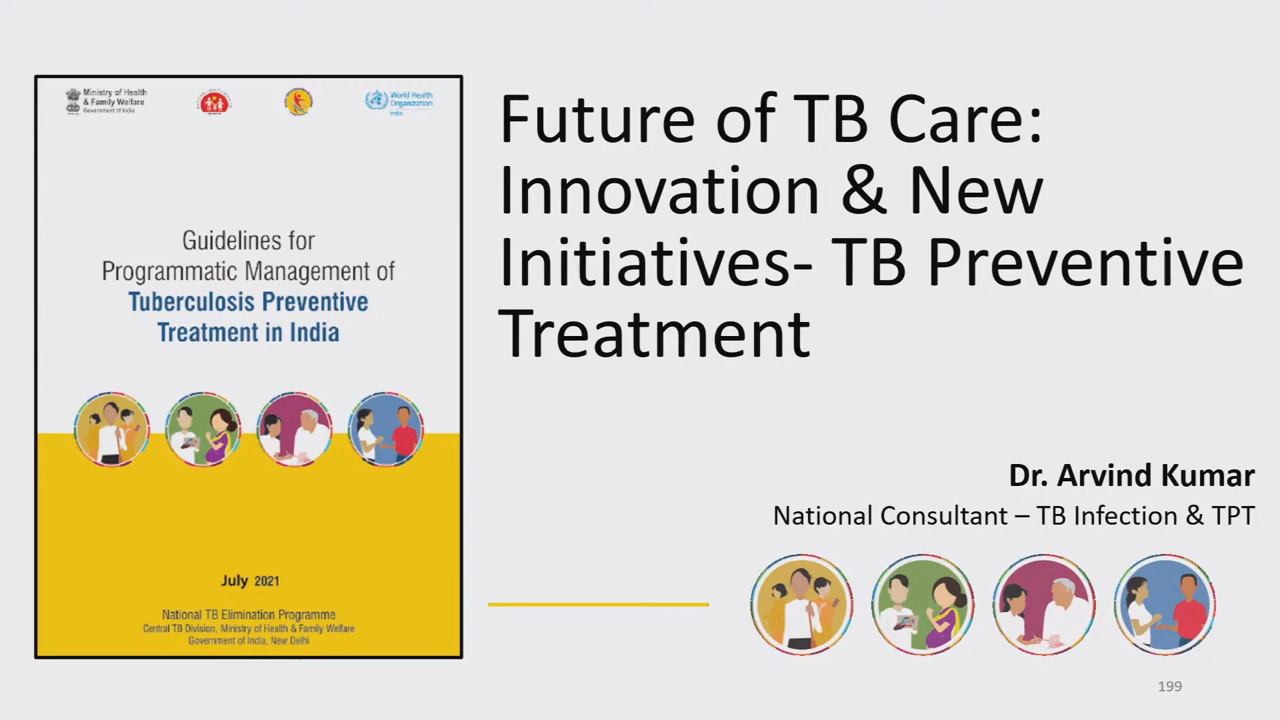 Ministry of Health
& Family Welfare
Government of India
World Health
Organization
India
Guidelines for
Programmatic Management of
Tuberculosis Preventive
Treatment in India
July 2021
National TB Elimination Programme
Central TB Division, Ministry of Health & Family Welfare
Government of India, New Delhi
Future of TB Care:
Innovation & New
Initiatives- TB Preventive
Treatment
Dr. Arvind Kumar
National Consultant – TB Infection & TPT
199